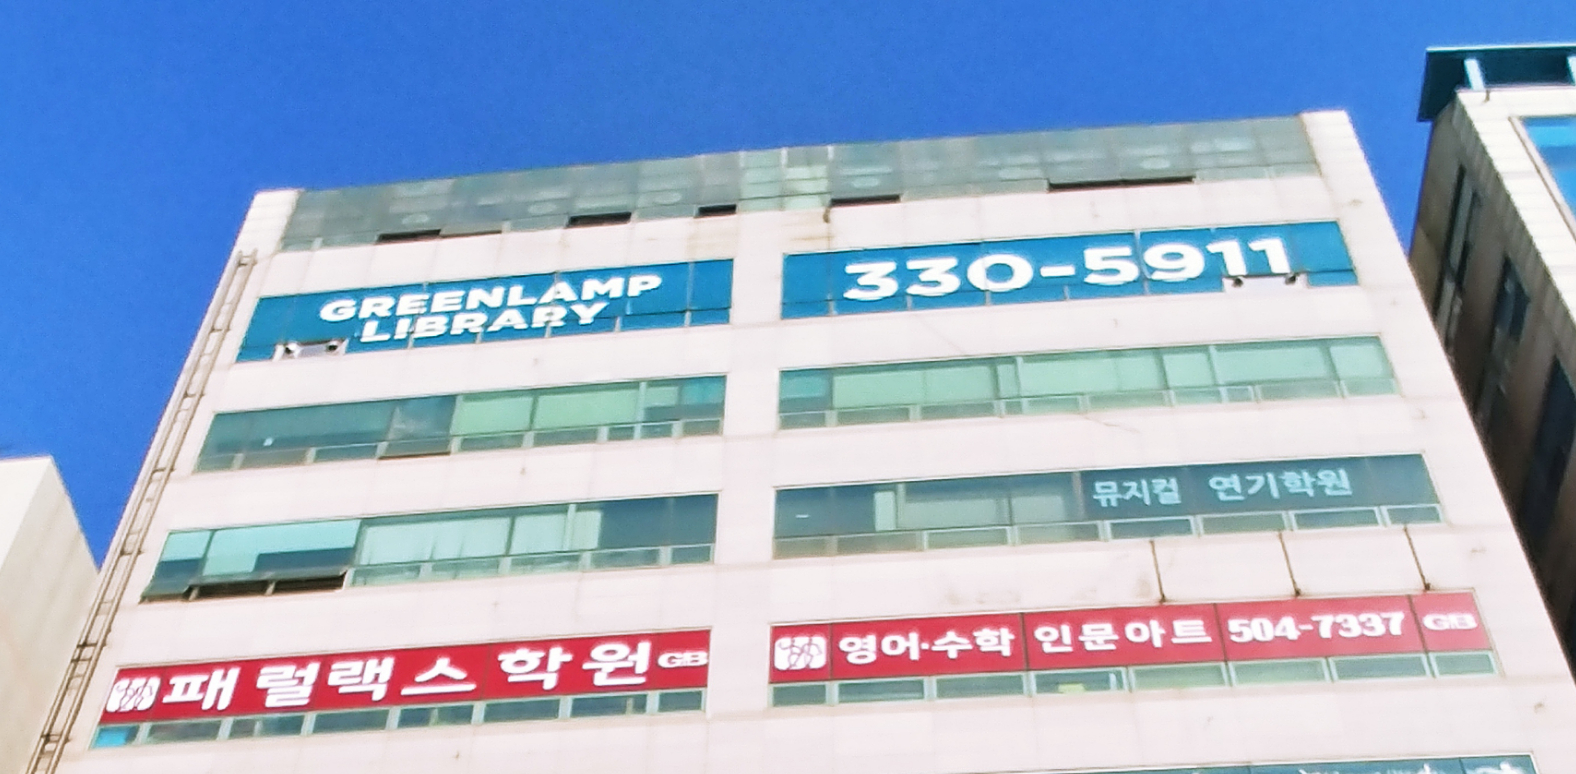 GREENLAMP
LIBRARY
330-5911
뮤지컬 연기학원
패럴랙스학원 GB
영어·수학 인문아트 504-7337 GB